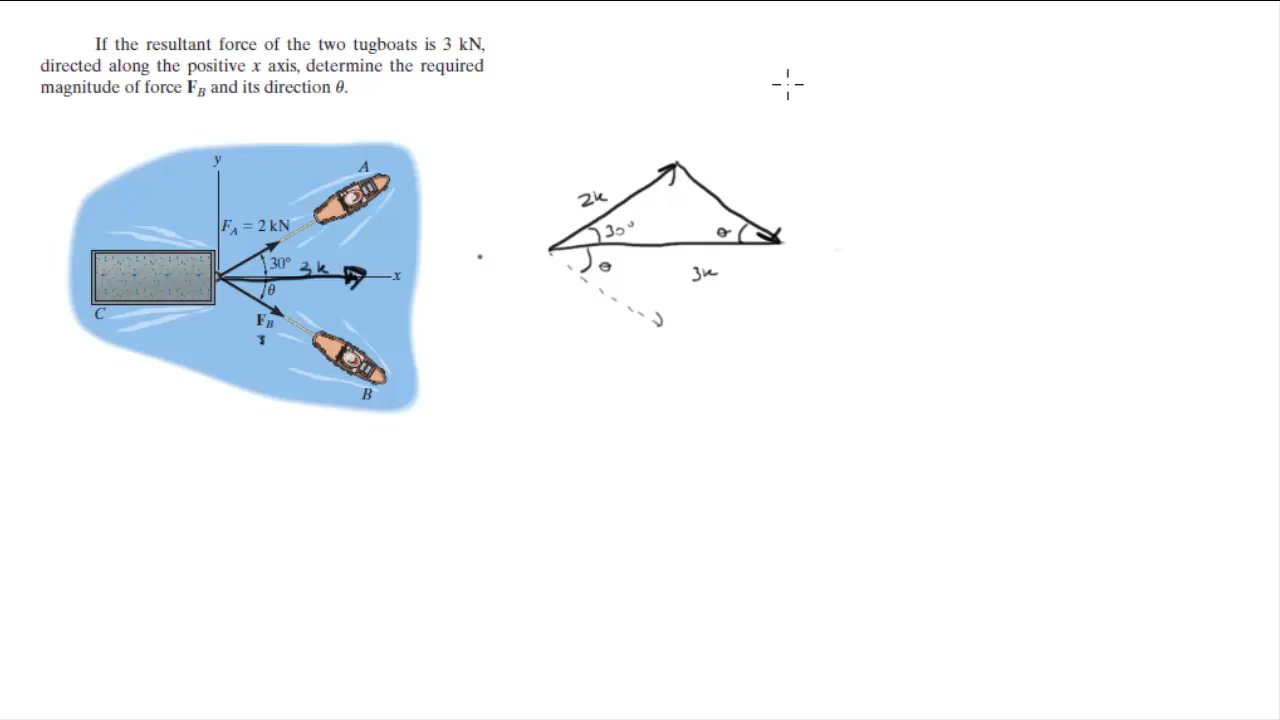 If the resultant force of the two tugboats is 3 kN,
directed along the positive x axis, determine the required
magnitude of force F_B and its direction θ.
y
A
F_A = 2 kN
30°
3k
x
θ
C
F_B
B
2k
30°
θ
θ
3k